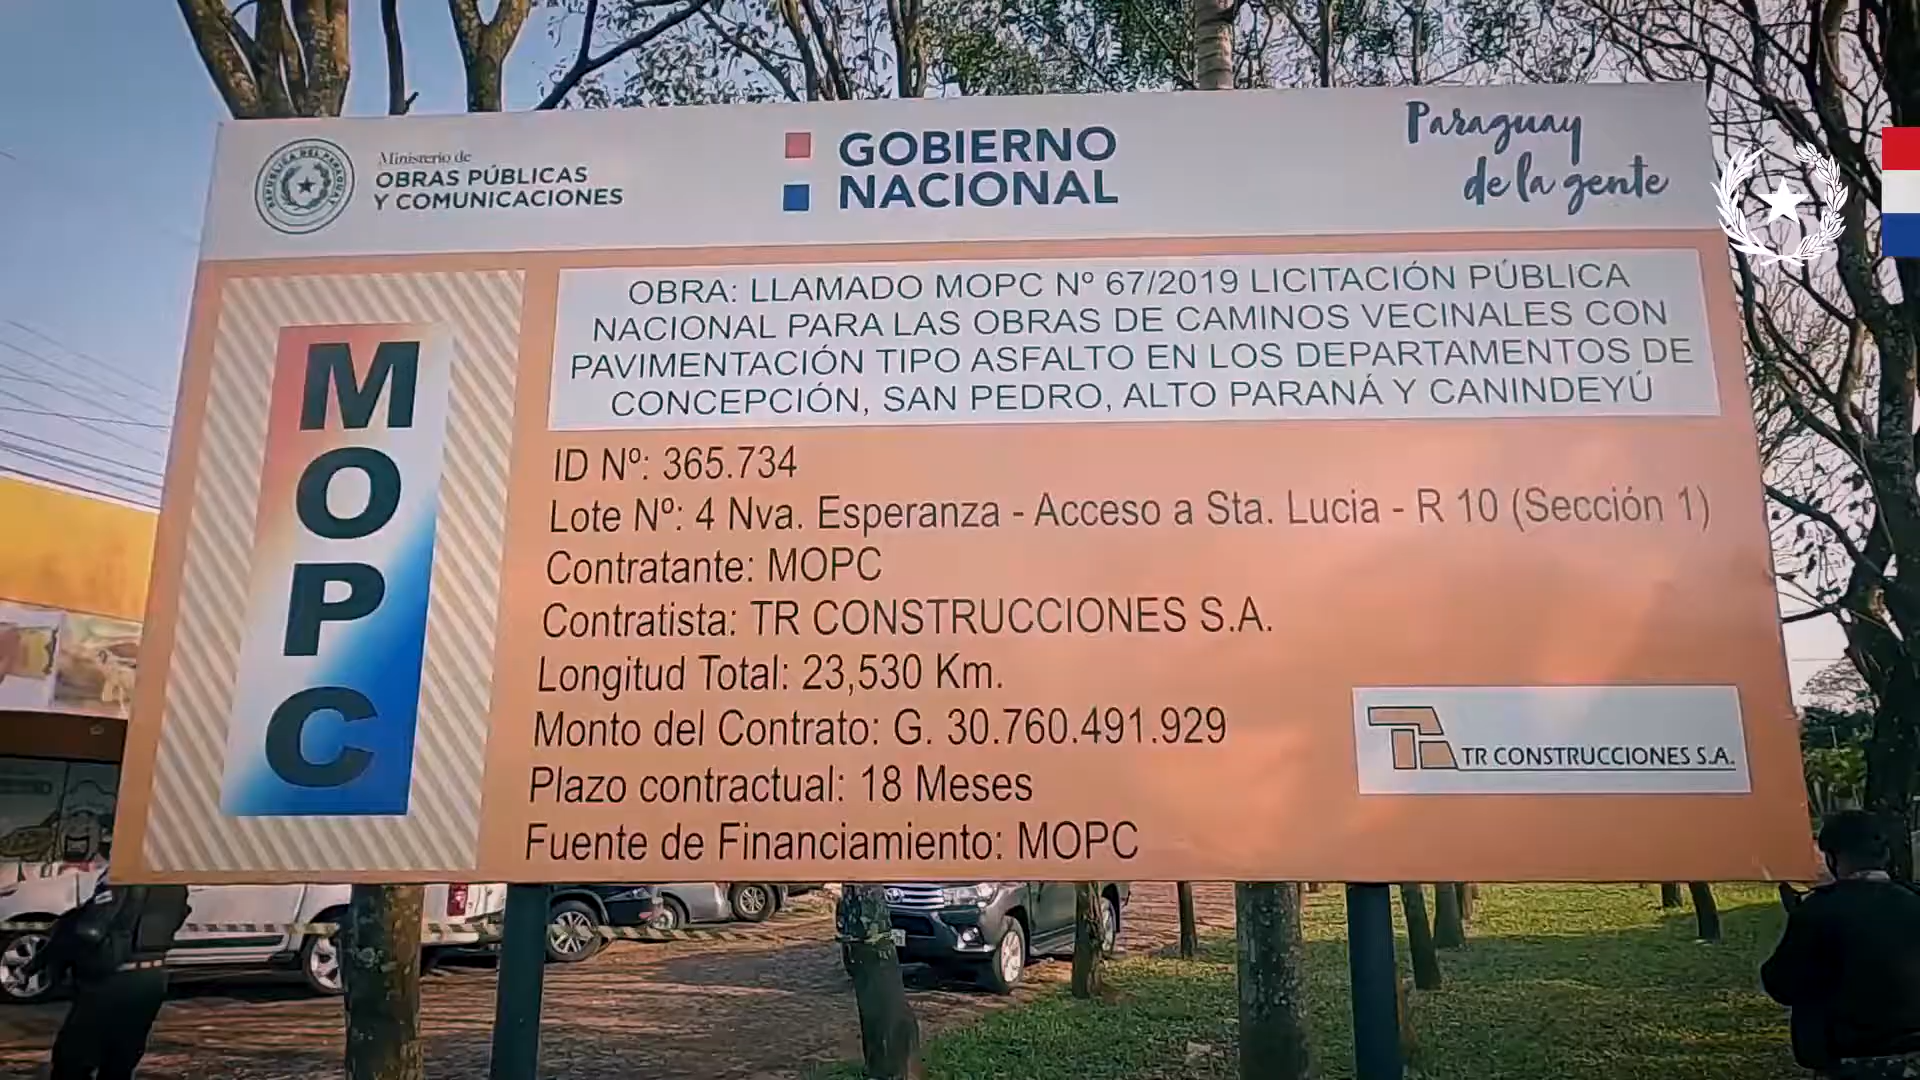 REPUBLICA DEL PARAGUAY
Ministerio de
OBRAS PÚBLICAS
Y COMUNICACIONES
GOBIERNO
NACIONAL
Paraguay
de la gente
MOPC
OBRA: LLAMADO MOPC Nº 67/2019 LICITACIÓN PÚBLICA
NACIONAL PARA LAS OBRAS DE CAMINOS VECINALES CON
PAVIMENTACIÓN TIPO ASFALTO EN LOS DEPARTAMENTOS DE
CONCEPCIÓN, SAN PEDRO, ALTO PARANÁ Y CANINDEYÚ
ID Nº: 365.734
Lote Nº: 4 Nva. Esperanza - Acceso a Sta. Lucia - R 10 (Sección 1)
Contratante: MOPC
Contratista: TR CONSTRUCCIONES S.A.
Longitud Total: 23,530 Km.
Monto del Contrato: G. 30.760.491.929
Plazo contractual: 18 Meses
Fuente de Financiamiento: MOPC
TR CONSTRUCCIONES S.A.